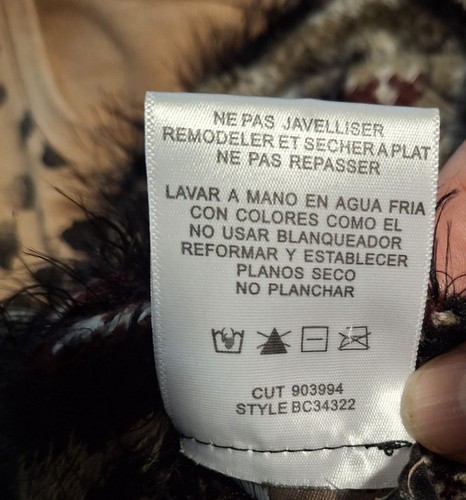 NE PAS JAVELLISER
REMODELER ET SECHER A PLAT
NE PAS REPASSER
LAVAR A MANO EN AGUA FRIA
CON COLORES COMO EL
NO USAR BLANQUEADOR
REFORMAR Y ESTABLECER
PLANOS SECO
NO PLANCHAR
CUT 903994
STYLE BC34322